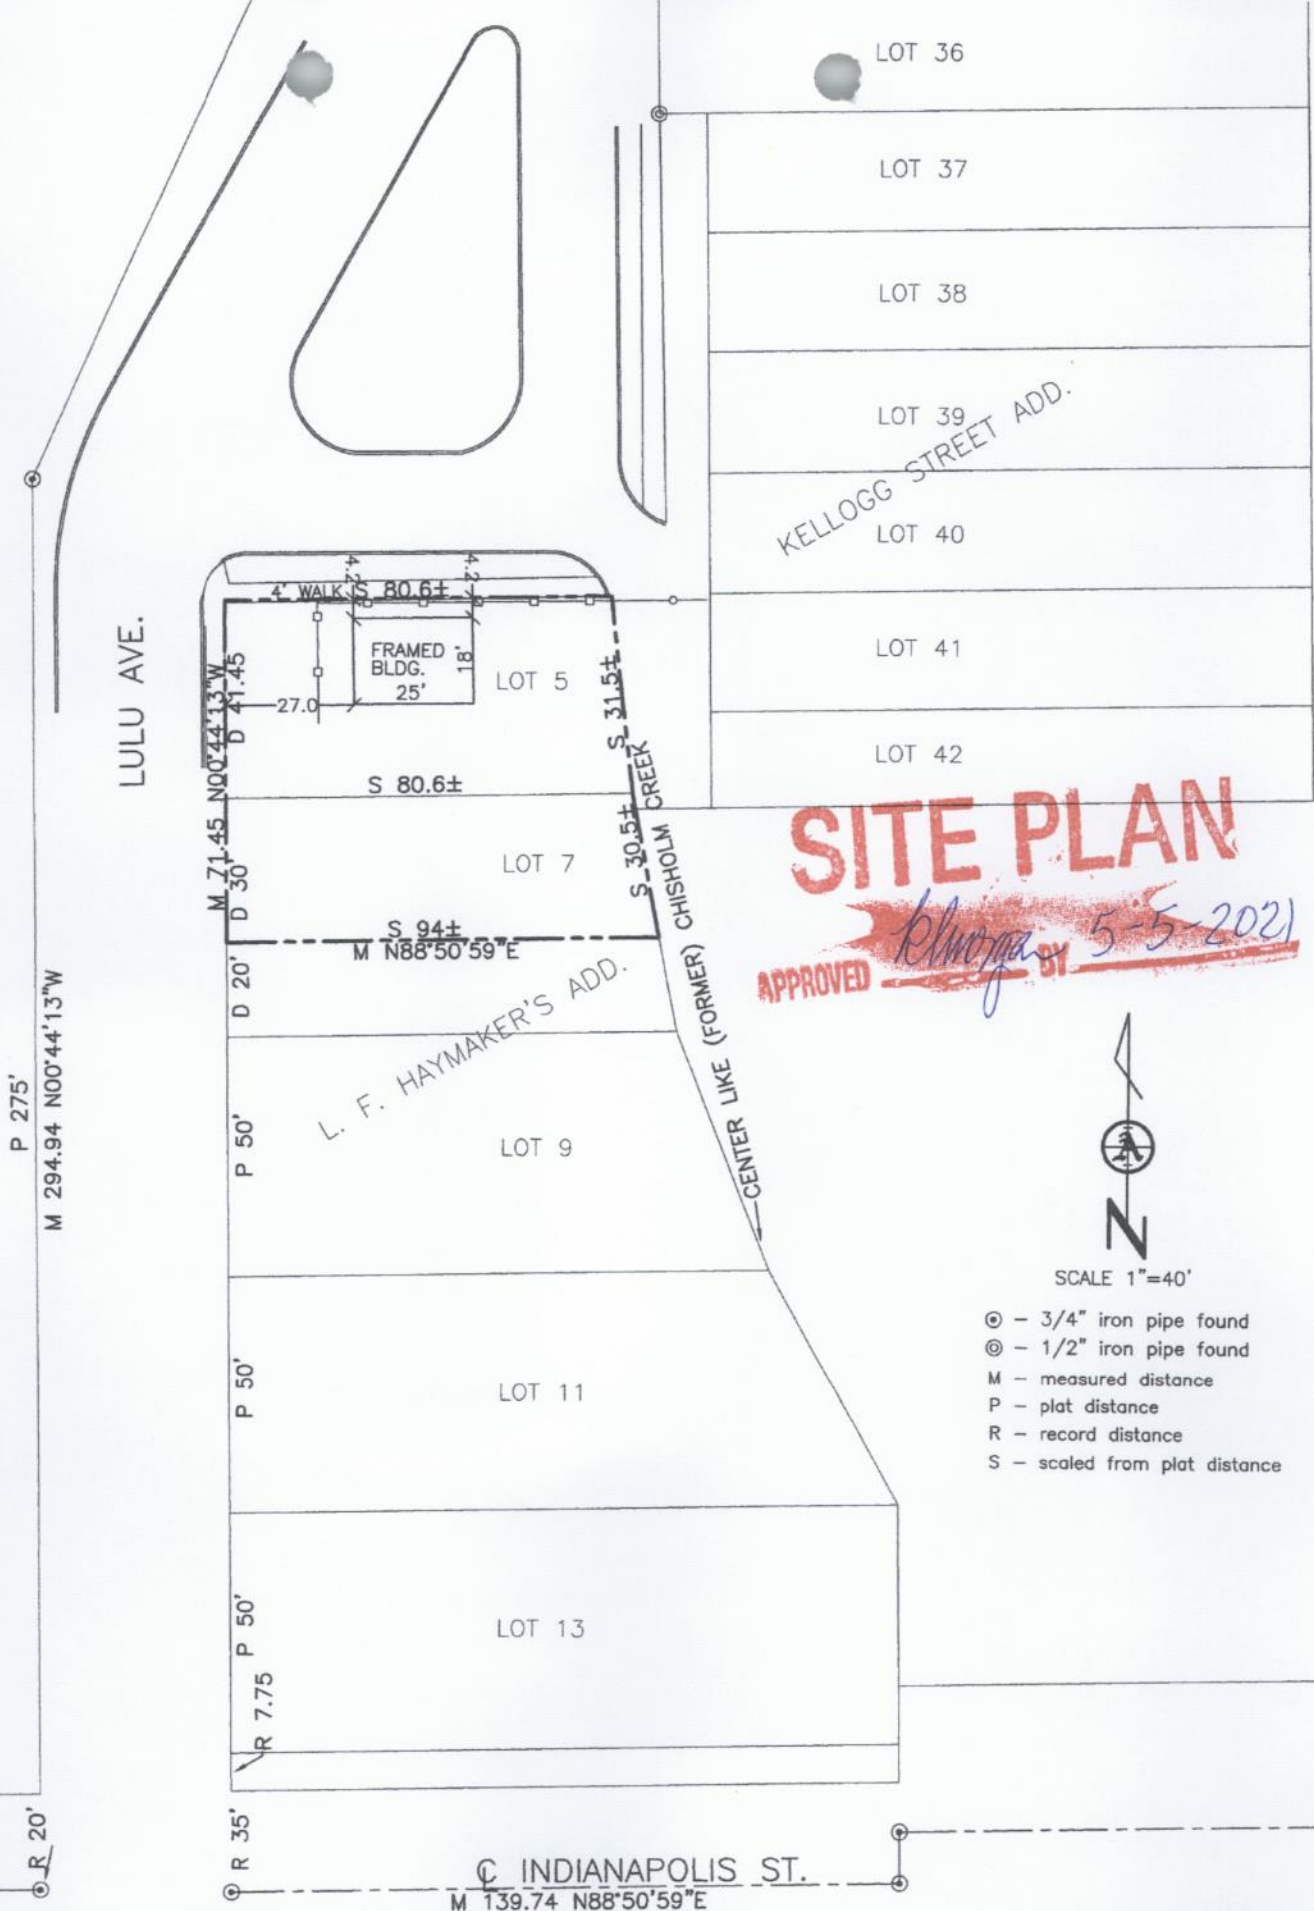 LOT 36
LOT 37
LOT 38
LOT 39
KELLOGG STREET ADD.
LOT 40
LOT 41
LOT 42
LULU AVE.
4' WALK
S 80.6±
4.2
4.2
FRAMED
BLDG.
25'
18'
27.0
LOT 5
M 71.45 N00°44'13"W
D 41.45
S 31.5±
S 80.6±
LOT 7
D 30'
S 30.5±
S 94±
M N88°50'59"E
CENTER LIKE (FORMER) CHISHOLM CREEK
SITE PLAN
APPROVED BY
5-5-2021
D 20'
L. F. HAYMAKER'S ADD.
P 275'
M 294.94 N00°44'13"W
P 50'
LOT 9
P 50'
LOT 11
P 50'
LOT 13
R 7.75
A
N
SCALE 1"=40'
– 3/4" iron pipe found
– 1/2" iron pipe found
M – measured distance
P – plat distance
R – record distance
S – scaled from plat distance
R 20'
R 35'
℄ INDIANAPOLIS ST.
M 139.74 N88°50'59"E